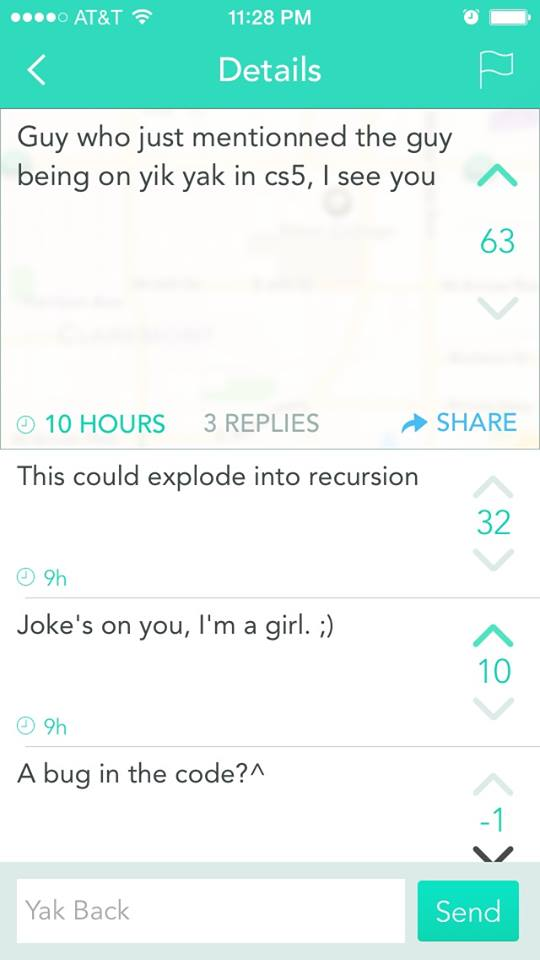 AT&T 11:28 PM
Details
Guy who just mentionned the guy
being on yik yak in cs5, I see you
63
CLAREMONT
10 HOURS 3 REPLIES SHARE
This could explode into recursion
32
9h
Joke's on you, I'm a girl. ;)
10
9h
A bug in the code?^
-1
Yak Back Send